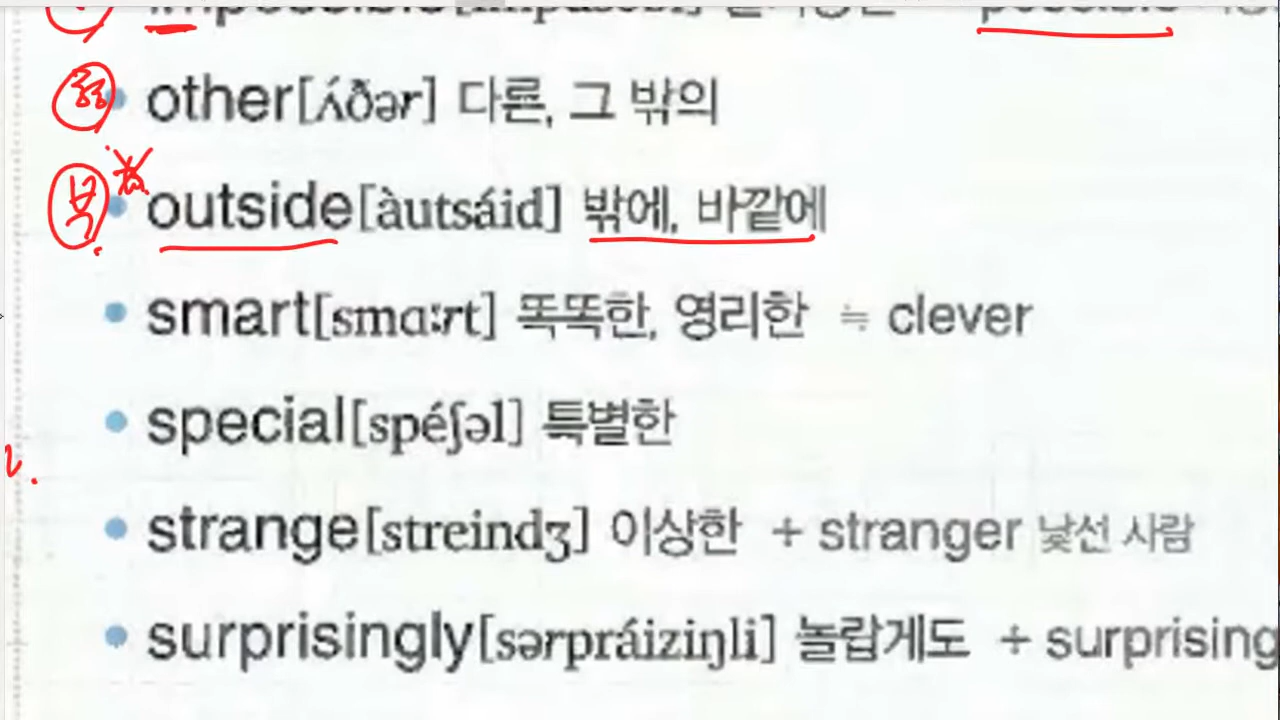 other[ʌ́ðər] 다른, 그 밖의
부 outside[àutsáid] 밖에, 바깥에
smart[smɑːrt] 똑똑한, 영리한 ≒ clever
special[spéʃəl] 특별한
strange[streindʒ] 이상한 + stranger 낯선 사람
surprisingly[sərpráiziŋli] 놀랍게도 + surprising